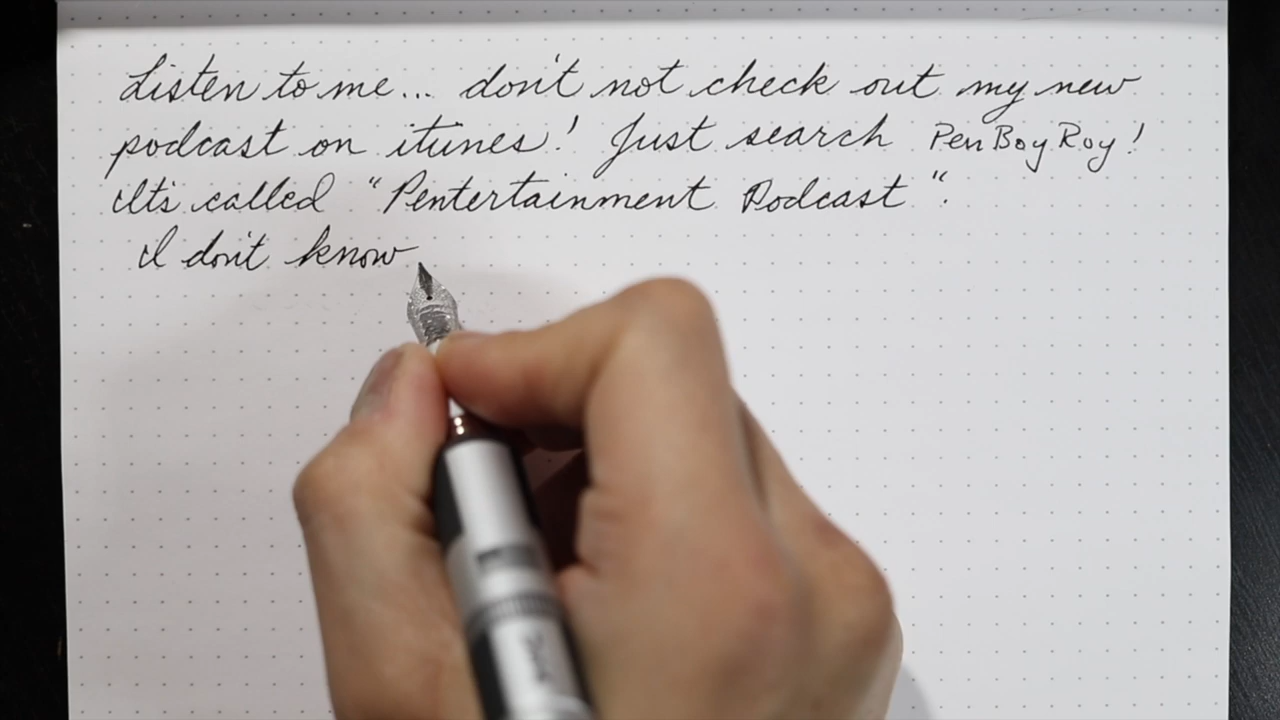 Listen to me... don't not check out my new
podcast on itunes! Just search PenBoyRoy!
It's called "Pentertainment Podcast".
I don't know